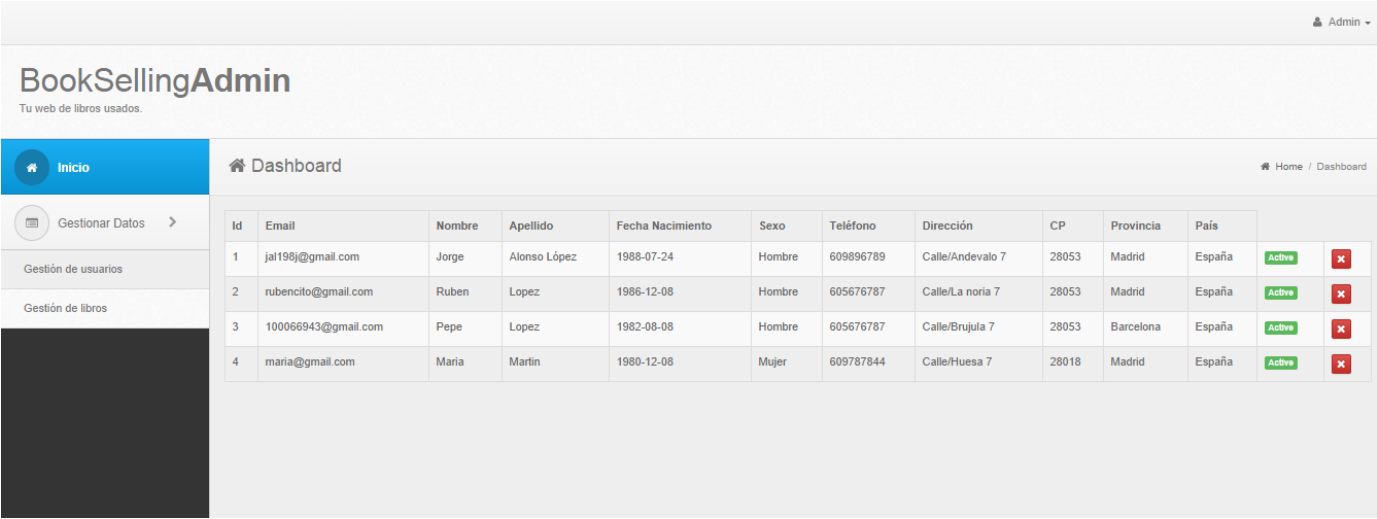 Admin
BookSellingAdmin
Tu web de libros usados.
Inicio
Dashboard
Home / Dashboard
Gestionar Datos
Gestión de usuarios
Gestión de libros
Id Email Nombre Apellido Fecha Nacimiento Sexo Teléfono Dirección CP Provincia País
1 jal198j@gmail.com Jorge Alonso López 1988-07-24 Hombre 609896789 Calle/Andevalo 7 28053 Madrid España Active
2 rubencito@gmail.com Ruben Lopez 1986-12-08 Hombre 605676787 Calle/La noria 7 28053 Madrid España Active
3 100066943@gmail.com Pepe Lopez 1982-08-08 Hombre 605676787 Calle/Brujula 7 28053 Barcelona España Active
4 maria@gmail.com Maria Martin 1980-12-08 Mujer 609787844 Calle/Huesa 7 28018 Madrid España Active